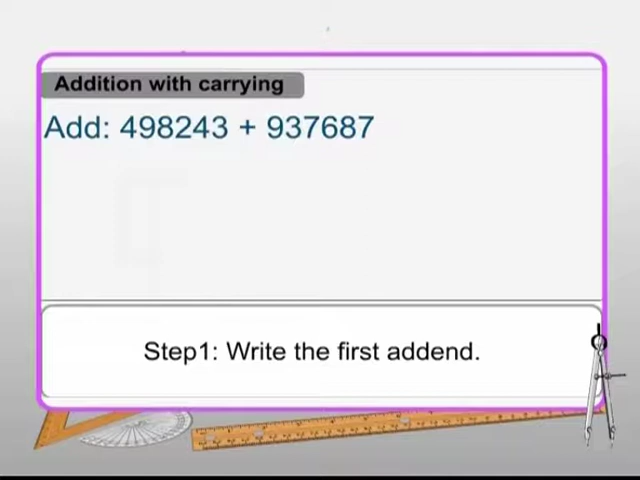 Addition with carrying
Add: 498243 + 937687
Step1: Write the first addend.